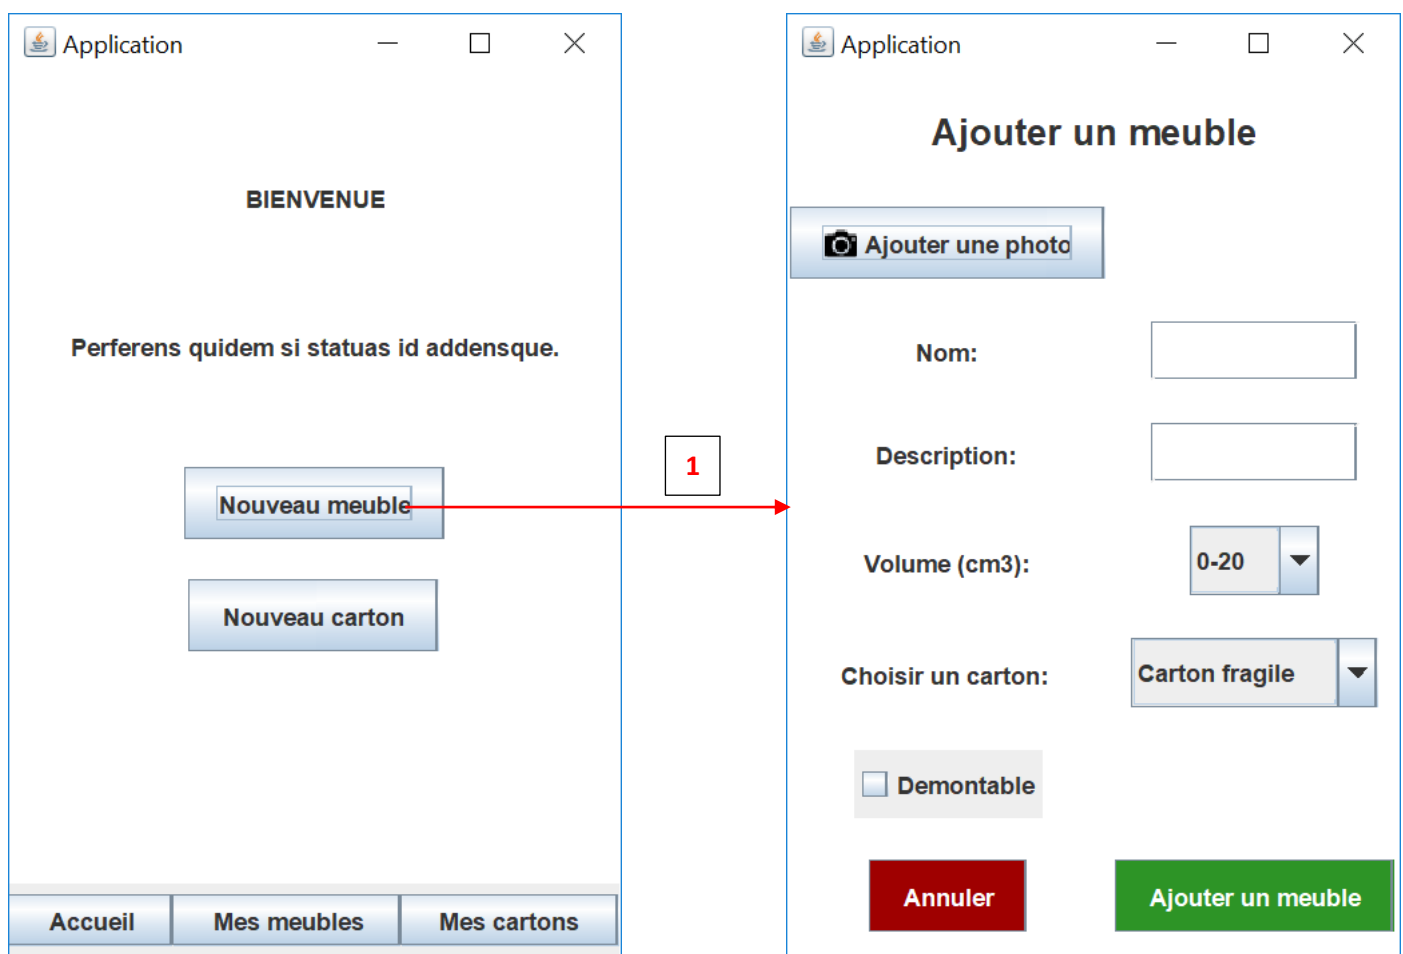 Application
BIENVENUE
Perferens quidem si statuas id addensque.
Nouveau meuble
Nouveau carton
Accueil
Mes meubles
Mes cartons
1
Application
Ajouter un meuble
Ajouter une photo
Nom:
Description:
Volume (cm3):
0-20
Choisir un carton:
Carton fragile
Demontable
Annuler
Ajouter un meuble